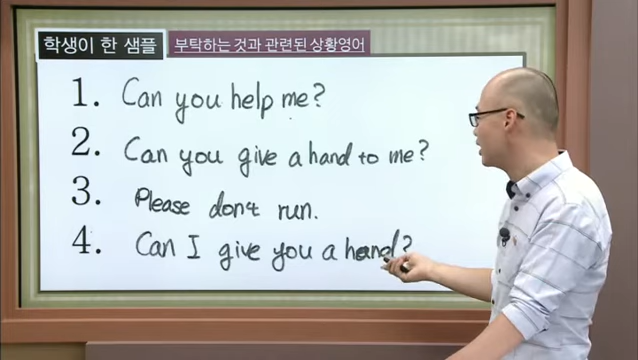 학생이 한 샘플 부탁하는 것과 관련된 상황영어
1. Can you help me?
2. Can you give a hand to me?
3. Please don't run.
4. Can I give you a hand?